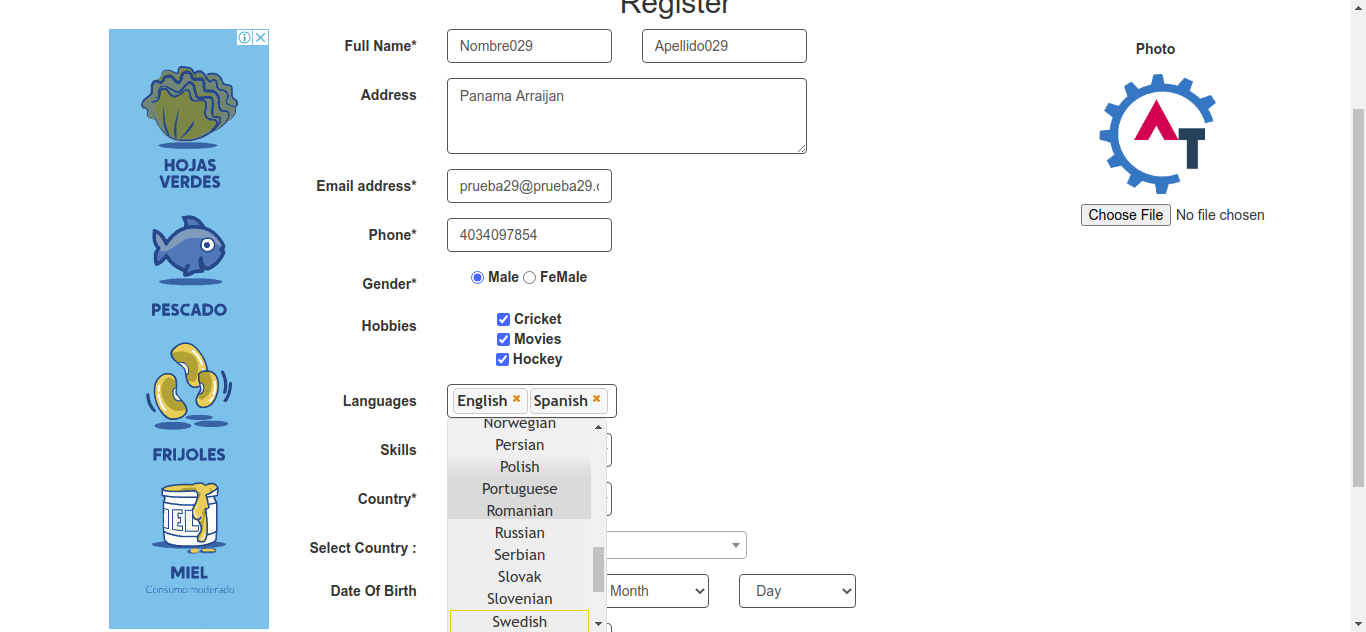 Register
HOJAS
VERDES
PESCADO
FRIJOLES
MIEL
MIEL
Consumo moderado
Full Name*
Nombre029
Apellido029
Address
Panama Arraijan
Email address*
prueba29@prueba29.
Phone*
4034097854
Gender*
Male
FeMale
Hobbies
Cricket
Movies
Hockey
Languages
English
Spanish
Norwegian
Persian
Polish
Portuguese
Romanian
Russian
Serbian
Slovak
Slovenian
Swedish
Skills
Country*
Select Country :
Date Of Birth
Month
Day
Photo
AT
Choose File No file chosen